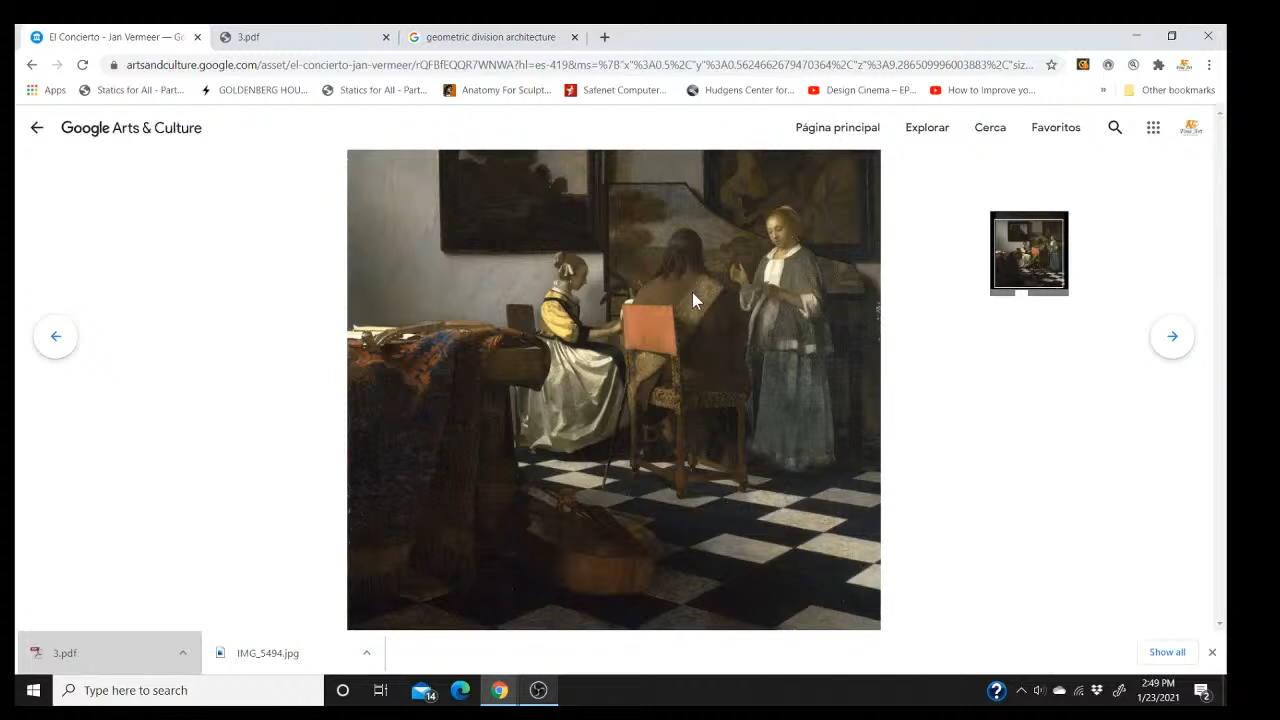 El Concierto - Jan Vermeer — Go
3.pdf
geometric division architecture
artsandculture.google.com/asset/el-concierto-jan-vermeer/rQFBfEQQR7WNWA?hl=es-419&ms=%7B"x"%3A0.5%2C"y"%3A0.5624662679470364%2C"z"%3A9.286509996003883%2C"siz...
Apps
Statics for All - Part...
GOLDENBERG HOU...
Statics for All - Part...
Anatomy For Sculpt...
Safenet Computer...
Hudgens Center for...
Design Cinema – EP...
How to Improve yo...
»
Other bookmarks
Google Arts & Culture
Página principal
Explorar
Cerca
Favoritos
3.pdf
IMG_5494.jpg
Show all
Type here to search
14
2:49 PM
1/23/2021
2